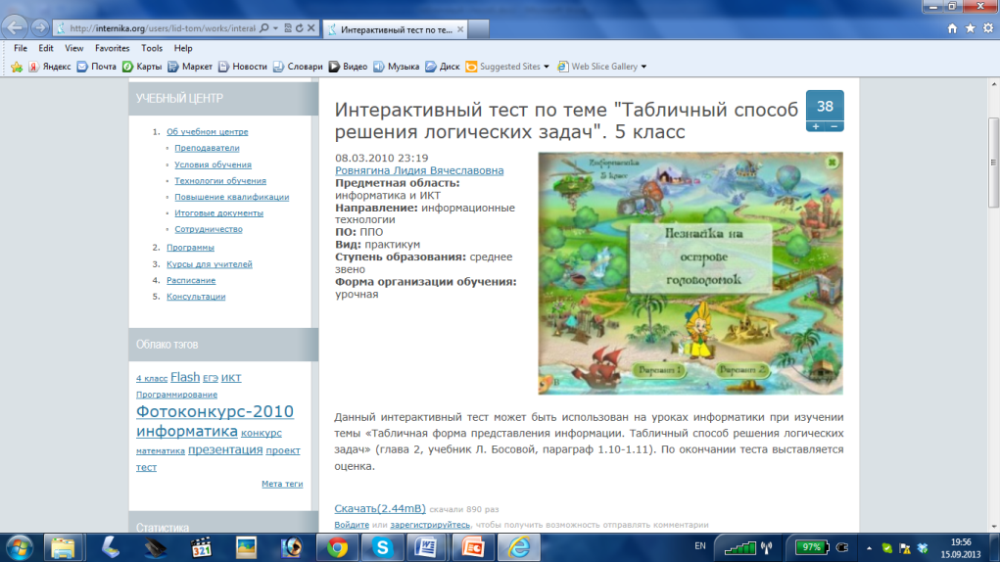 http://internika.org/users/lid-tom/works/interal
Интерактивный тест по те...
File Edit View Favorites Tools Help
Яндекс Почта Карты Маркет Новости Словари Видео Музыка Диск Suggested Sites Web Slice Gallery
УЧЕБНЫЙ ЦЕНТР
1. Об учебном центре
Преподаватели
Условия обучения
Технологии обучения
Повышение квалификации
Итоговые документы
Сотрудничество
2. Программы
3. Курсы для учителей
4. Расписание
5. Консультации
Облако тэгов
4 класс Flash ЕГЭ ИКТ
Программирование
Фотоконкурс-2010
информатика конкурс
математика презентация проект
тест
Мета теги
Статистика
Интерактивный тест по теме "Табличный способ
решения логических задач". 5 класс
38
+ −
08.03.2010 23:19
Ровнягина Лидия Вячеславовна
Предметная область:
информатика и ИКТ
Направление: информационные
технологии
ПО: ППО
Вид: практикум
Ступень образования: среднее
звено
Форма организации обучения:
урочная
Информатика
5 класс
Незнайка на
острове
головоломок
Вариант 1 Вариант 2
Данный интерактивный тест может быть использован на уроках информатики при изучении
темы «Табличная форма представления информации. Табличный способ решения логических
задач» (глава 2, учебник Л. Босовой, параграф 1.10-1.11). По окончании теста выставляется
оценка.
Скачать(2.44mB) скачали 890 раз
Войдите или зарегистрируйтесь, чтобы получить возможность отправлять комментарии
EN
97%
19:56
15.09.2013